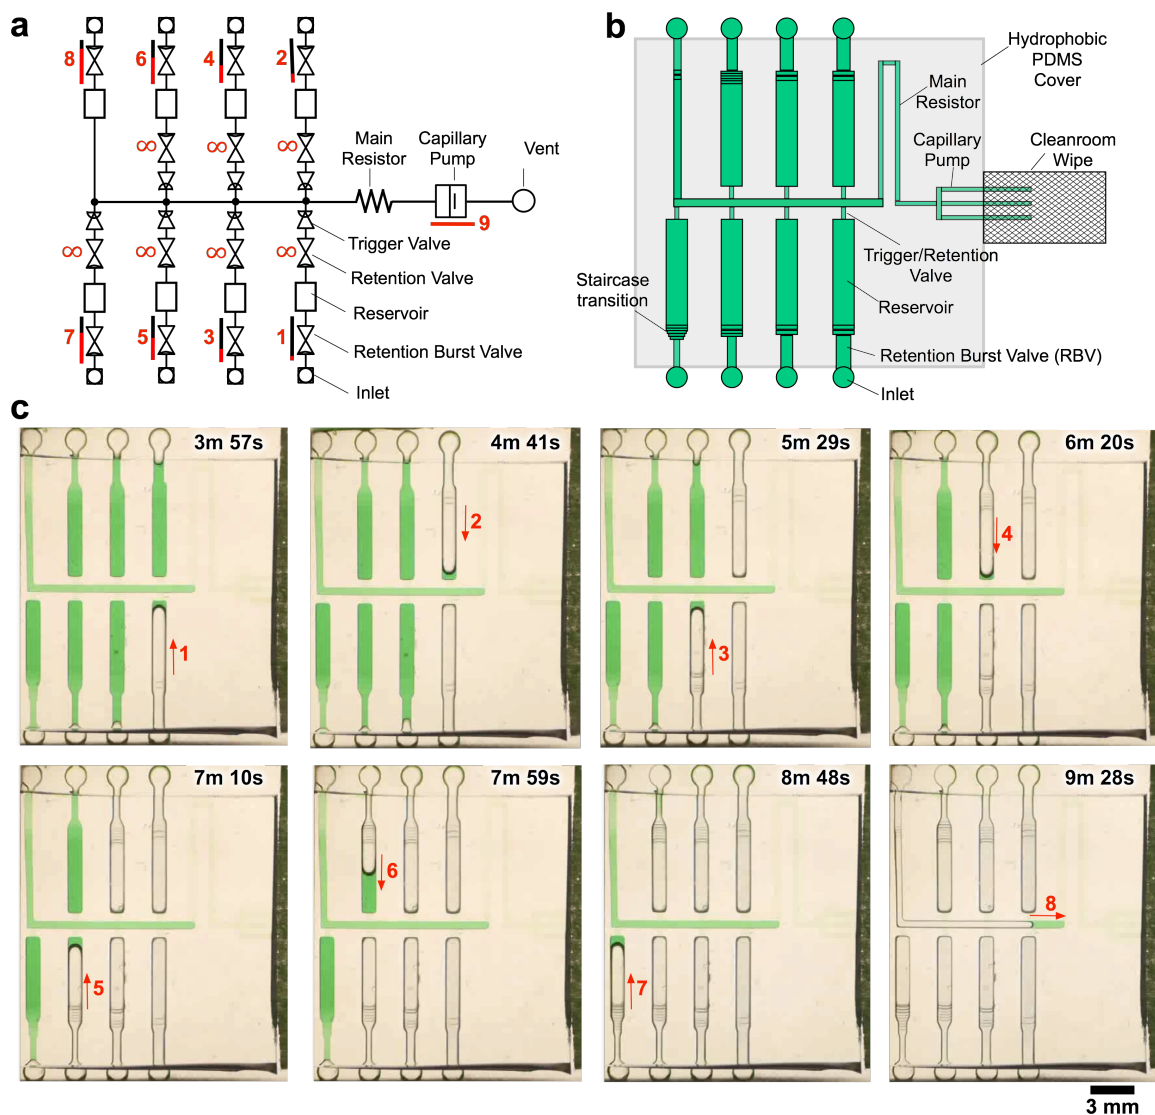 a
8
6
4
2
∞
∞
∞
Main
Resistor
Capillary
Pump
Vent
9
∞
∞
∞
∞
Trigger Valve
Retention Valve
Reservoir
7
5
3
1
Retention Burst Valve
Inlet
b
Hydrophobic
PDMS
Cover
Main
Resistor
Capillary
Pump
Cleanroom
Wipe
Trigger/Retention
Valve
Staircase
transition
Reservoir
Retention Burst Valve (RBV)
Inlet
c
3m 57s
1
4m 41s
2
5m 29s
3
6m 20s
4
7m 10s
5
7m 59s
6
8m 48s
7
9m 28s
8
3 mm